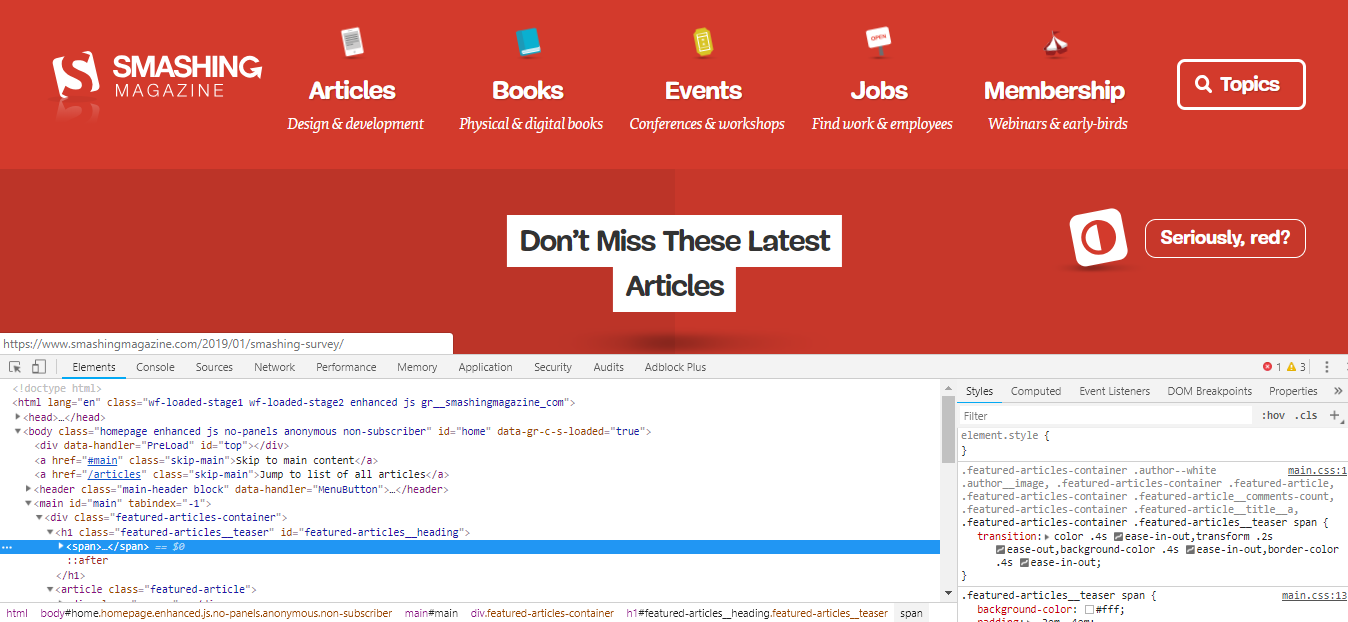 SMASHING
MAGAZINE
OPEN
Articles Books Events Jobs Membership
Topics
Design & development Physical & digital books Conferences & workshops Find work & employees Webinars & early-birds
Don’t Miss These Latest
Articles
Seriously, red?
https://www.smashingmagazine.com/2019/01/smashing-survey/
Elements Console Sources Network Performance Memory Application Security Audits Adblock Plus 1 3
<!doctype html>
<html lang="en" class="wf-loaded-stage1 wf-loaded-stage2 enhanced js gr__smashingmagazine_com">
<head>…</head>
<body class="homepage enhanced js no-panels anonymous non-subscriber" id="home" data-gr-c-s-loaded="true">
<div data-handler="PreLoad" id="top"></div>
<a href="#main" class="skip-main">Skip to main content</a>
<a href="/articles" class="skip-main">Jump to list of all articles</a>
<header class="main-header block" data-handler="MenuButton">…</header>
<main id="main" tabindex="-1">
<div class="featured-articles-container">
<h1 class="featured-articles__teaser" id="featured-articles__heading">
… <span>…</span> == $0
::after
</h1>
<article class="featured-article">
html body#home.homepage.enhanced.js.no-panels.anonymous.non-subscriber main#main div.featured-articles-container h1#featured-articles__heading.featured-articles__teaser span
Styles Computed Event Listeners DOM Breakpoints Properties »
Filter :hov .cls +
element.style {
}
.featured-articles-container .author--white main.css:1
.author__image, .featured-articles-container .featured-article,
.featured-articles-container .featured-article__comments-count,
.featured-articles-container .featured-article__title__a,
.featured-articles-container .featured-articles__teaser span {
transition: color .4s ease-in-out,transform .2s
ease-out,background-color .4s ease-in-out,border-color
.4s ease-in-out;
}
.featured-articles__teaser span { main.css:13
background-color: #fff;